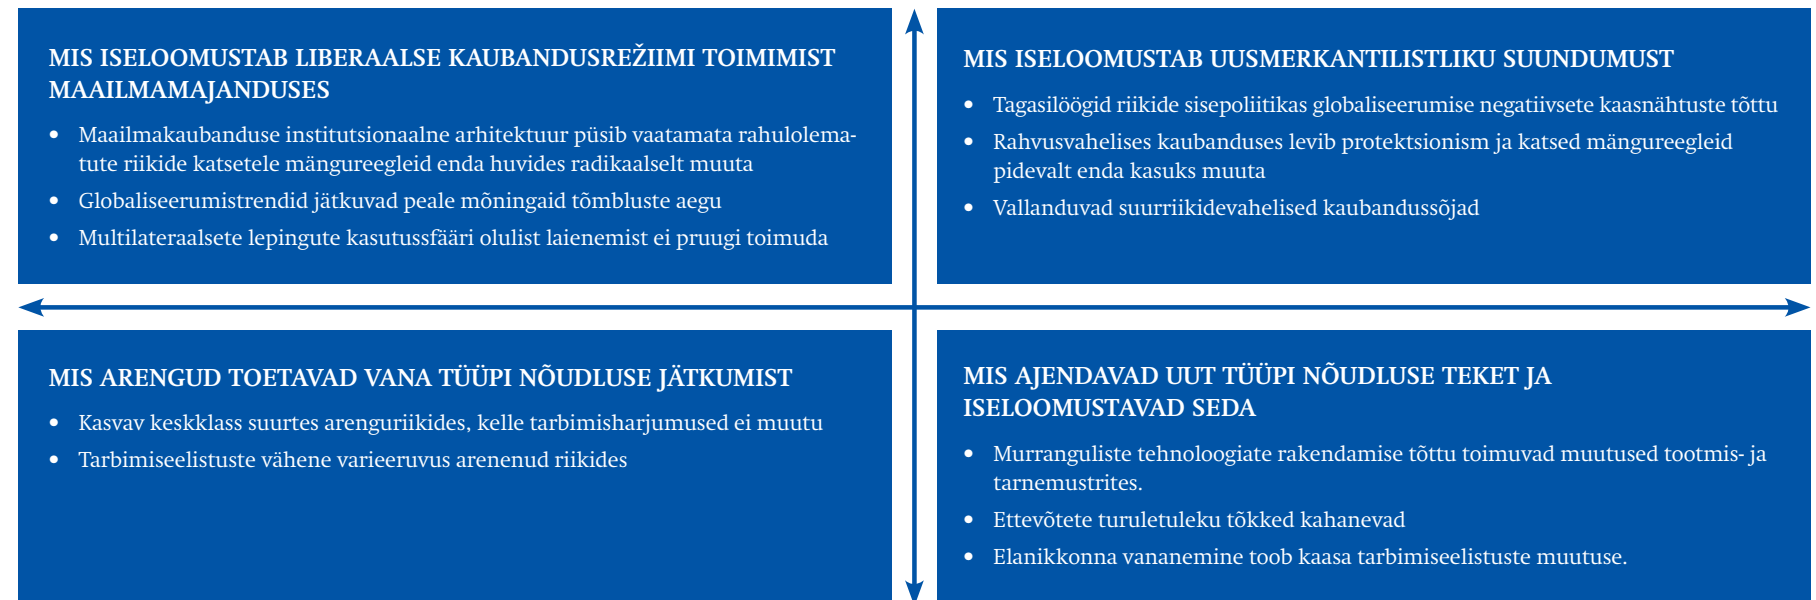 MIS ISELOOMUSTAB LIBERAALSE KAUBANDUSREŽIIMI TOIMIMIST
MAAILMAMAJANDUSES
• Maailmakaubanduse institutsionaalne arhitektuur püsib vaatamata rahulolema-
tute riikide katsetele mängureegleid enda huvides radikaalselt muuta
• Globaliseerumistrendid jätkuvad peale mõningaid tõmbluste aegu
• Multilateraalsete lepingute kasutussfääri olulist laienemist ei pruugi toimuda
MIS ISELOOMUSTAB UUSMERKANTILISTLIKU SUUNDUMUST
• Tagasilöögid riikide sisepoliitikas globaliseerumise negatiivsete kaasnähtuste tõttu
• Rahvusvahelises kaubanduses levib protektsionism ja katsed mängureegleid
pidevalt enda kasuks muuta
• Vallanduvad suurriikidevahelised kaubandussõjad
MIS ARENGUD TOETAVAD VANA TÜÜPI NÕUDLUSE JÄTKUMIST
• Kasvav keskklass suurtes arenguriikides, kelle tarbimisharjumused ei muutu
• Tarbimiseelistuste vähene varieeruvus arenenud riikides
MIS AJENDAVAD UUT TÜÜPI NÕUDLUSE TEKET JA
ISELOOMUSTAVAD SEDA
• Murranguliste tehnoloogiate rakendamise tõttu toimuvad muutused tootmis- ja
tarnemustrites.
• Ettevõtete turuletuleku tõkked kahanevad
• Elanikkonna vananemine toob kaasa tarbimiseelistuste muutuse.